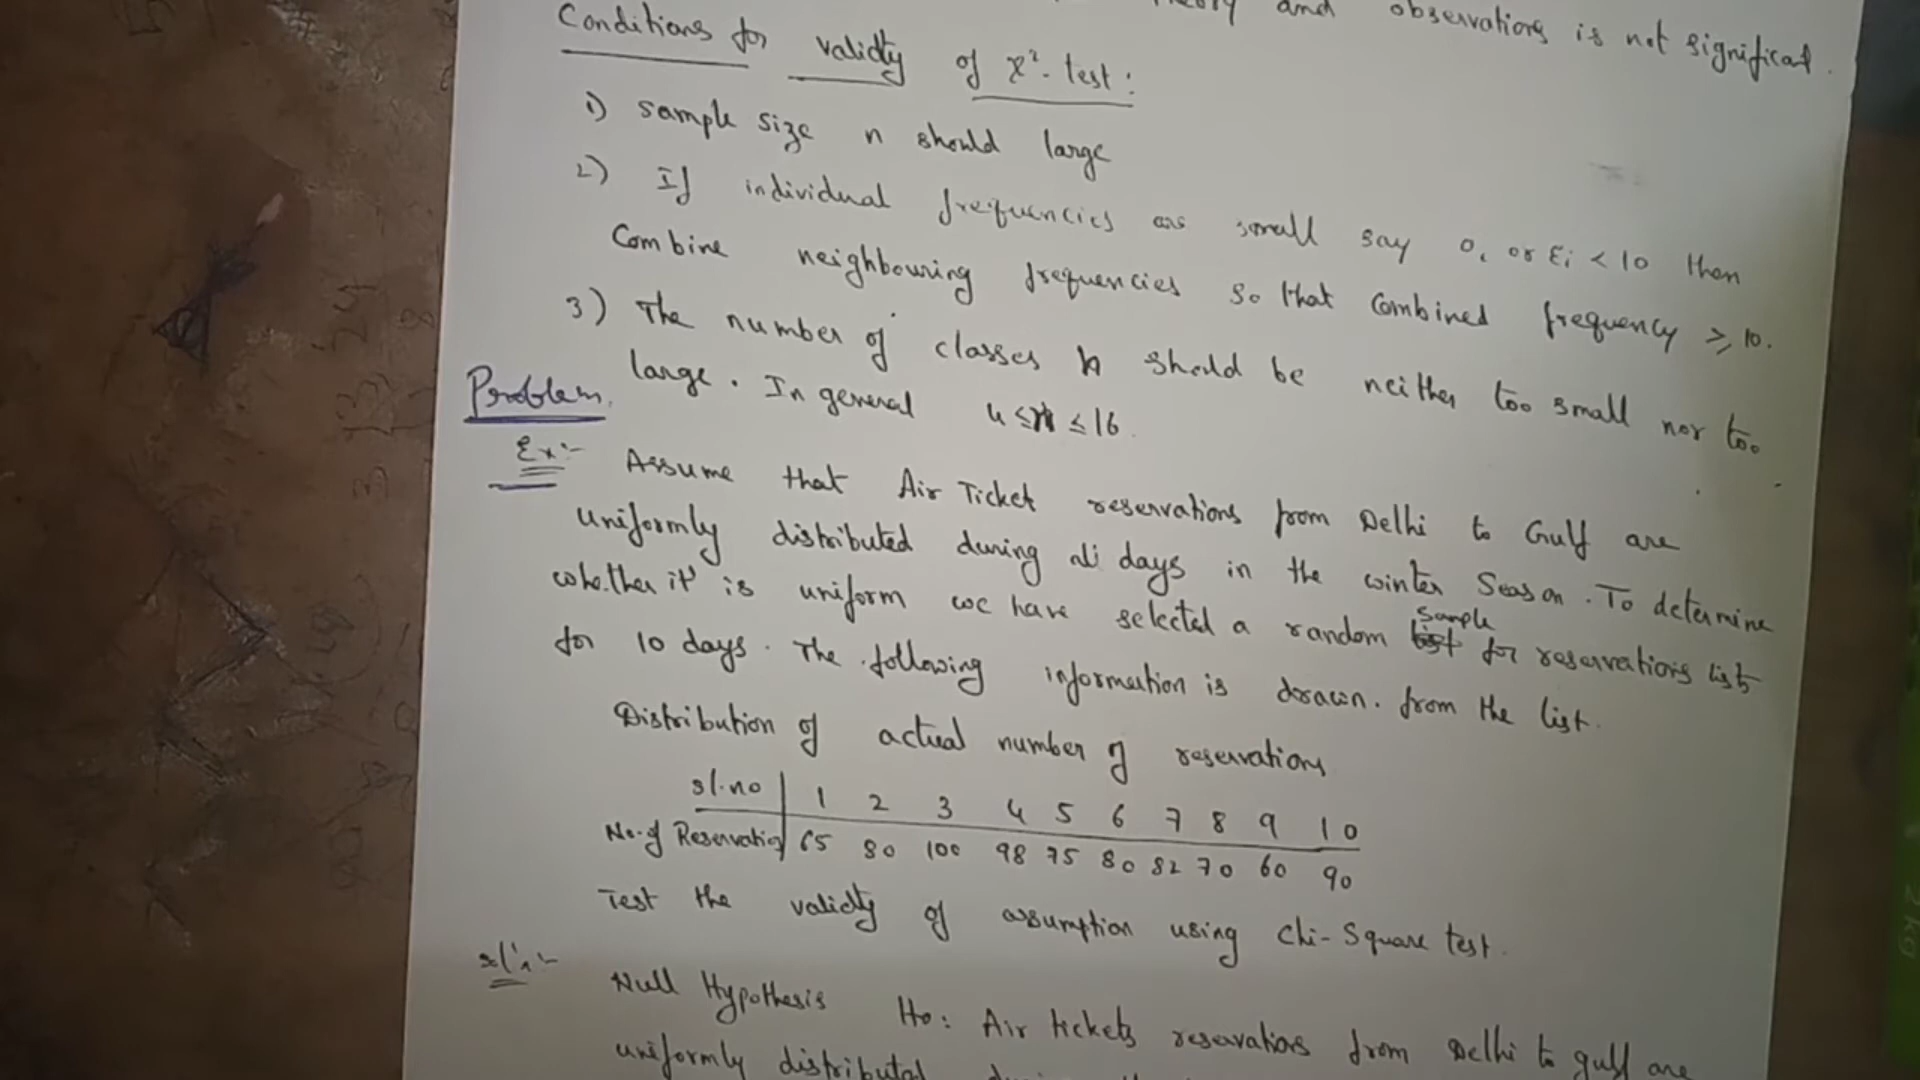 and observations is not significant.
Conditions for validty of χ²- test:
1) sample size n should large
2) If individual frequencies are small say Oi or Ei < 10 then
Combine neighbouring frequencies so that combined frequency ≥ 10.
3) The number of classes n should be neither too small nor too
large. In general 4 ≤ n ≤ 16.
Problem.
Ex:- Assume that Air Ticket reservations from Delhi to Gulf are
uniformly distributed during all days in the winter Season. To determine
whether it is uniform we have selected a random sample for reservations lists
for 10 days. The following information is drawn. from the list.
Distribution of actual number of reservations
sl.no 1 2 3 4 5 6 7 8 9 10
No. of Reservation 65 80 100 98 75 80 82 70 60 90
Test the validty of assumption using Chi-Square test.
sol'n:- Null Hypothesis Ho: Air tickets reservations from Delhi to gulf are
uniformly distributed